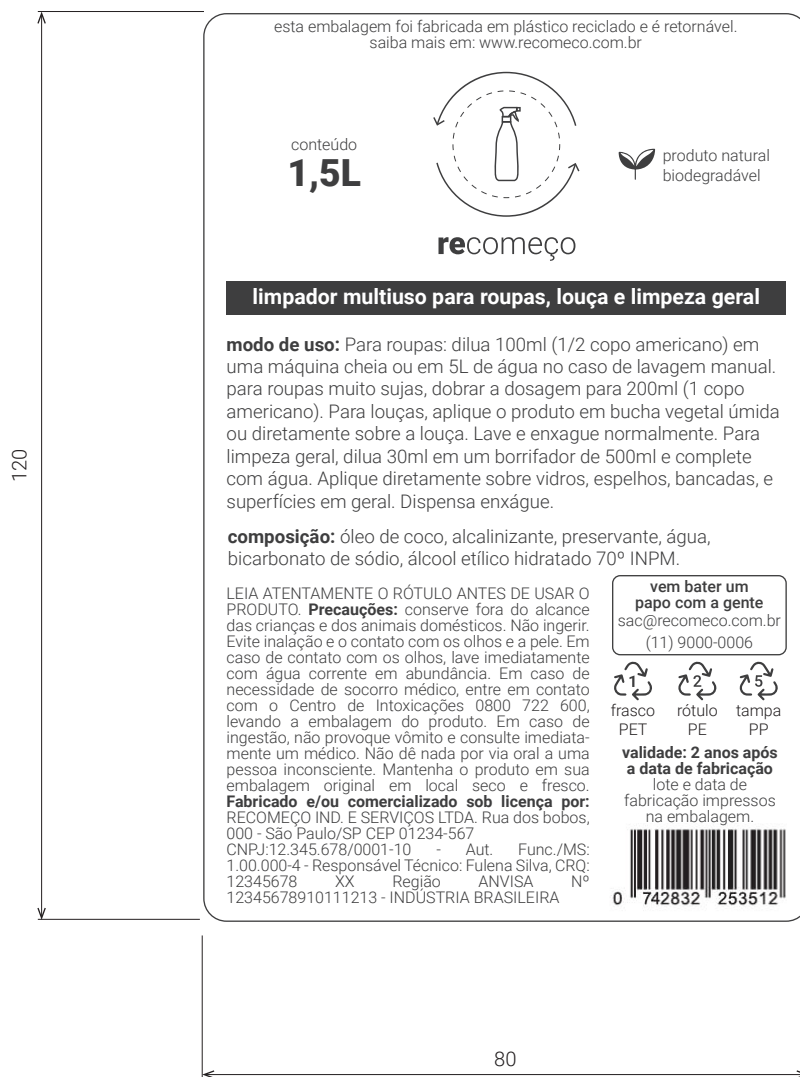 esta embalagem foi fabricada em plástico reciclado e é retornável.
saiba mais em: www.recomeco.com.br
conteúdo
1,5L
produto natural
biodegradável
recomeço
limpador multiuso para roupas, louça e limpeza geral
modo de uso: Para roupas: dilua 100ml (1/2 copo americano) em
uma máquina cheia ou em 5L de água no caso de lavagem manual.
para roupas muito sujas, dobrar a dosagem para 200ml (1 copo
americano). Para louças, aplique o produto em bucha vegetal úmida
ou diretamente sobre a louça. Lave e enxague normalmente. Para
limpeza geral, dilua 30ml em um borrifador de 500ml e complete
com água. Aplique diretamente sobre vidros, espelhos, bancadas, e
superfícies em geral. Dispensa enxágue.
composição: óleo de coco, alcalinizante, preservante, água,
bicarbonato de sódio, álcool etílico hidratado 70º INPM.
LEIA ATENTAMENTE O RÓTULO ANTES DE USAR O
PRODUTO. Precauções: conserve fora do alcance
das crianças e dos animais domésticos. Não ingerir.
Evite inalação e o contato com os olhos e a pele. Em
caso de contato com os olhos, lave imediatamente
com água corrente em abundância. Em caso de
necessidade de socorro médico, entre em contato
com o Centro de Intoxicações 0800 722 600,
levando a embalagem do produto. Em caso de
ingestão, não provoque vômito e consulte imediata-
mente um médico. Não dê nada por via oral a uma
pessoa inconsciente. Mantenha o produto em sua
embalagem original em local seco e fresco.
Fabricado e/ou comercializado sob licença por:
RECOMEÇO IND. E SERVIÇOS LTDA. Rua dos bobos,
000 - São Paulo/SP CEP 01234-567
CNPJ:12.345.678/0001-10 - Aut. Func./MS:
1.00.000-4 - Responsável Técnico: Fulena Silva, CRQ:
12345678 XX Região ANVISA Nº
12345678910111213 - INDÚSTRIA BRASILEIRA
vem bater um
papo com a gente
sac@recomeco.com.br
(11) 9000-0006
1 2 5
frasco rótulo tampa
PET PE PP
validade: 2 anos após
a data de fabricação
lote e data de
fabricação impressos
na embalagem.
0 742832 253512
120
80